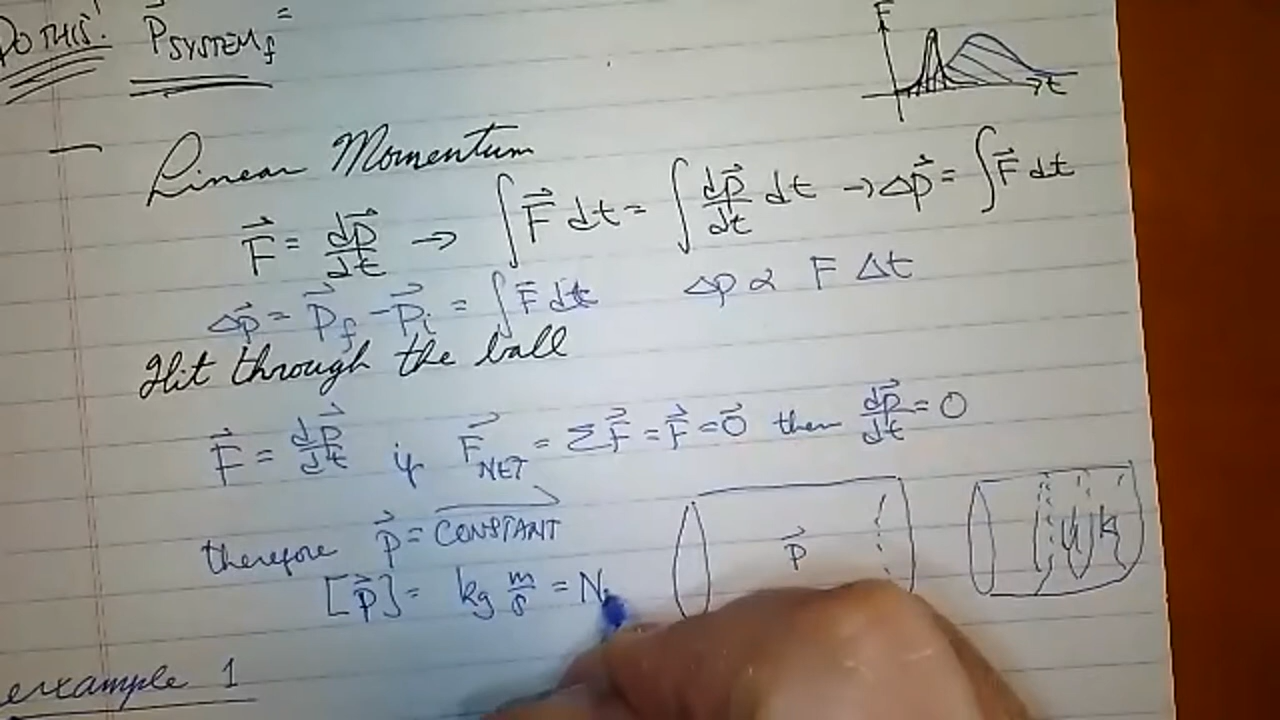 DO THIS! P⃗SYSTEMf =
F
t
Linear Momentum
F⃗ = dp⃗/dt → ∫F⃗ dt = ∫ dp⃗/dt dt → Δp⃗ = ∫F⃗ dt
Δp⃗ = p⃗f - p⃗i = ∫F⃗ dt Δp ∝ F Δt
Hit through the ball
F⃗ = dp⃗/dt if F⃗NET = ΣF⃗ = F⃗ = 0⃗ then dp⃗/dt = 0
therefore p⃗ = CONSTANT
p⃗
[p⃗] = kg m/s = N
example 1